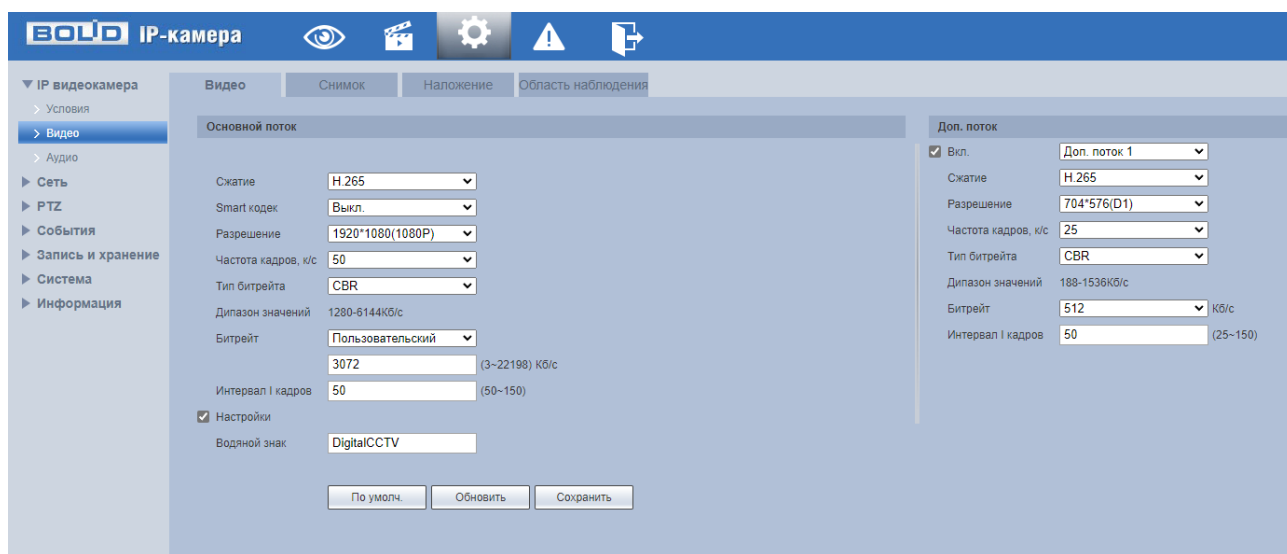 BOLID IP-камера
IP видеокамера
Условия
Видео
Аудио
Сеть
PTZ
События
Запись и хранение
Система
Информация
Видео Снимок Наложение Область наблюдения
Основной поток
Сжатие H.265
Smart кодек Выкл.
Разрешение 1920*1080(1080P)
Частота кадров, к/с 50
Тип битрейта CBR
Дипазон значений 1280-6144Кб/с
Битрейт Пользовательский
3072 (3~22198) Кб/с
Интервал I кадров 50 (50~150)
Настройки
Водяной знак DigitalCCTV
По умолч. Обновить Сохранить
Доп. поток
Вкл. Доп. поток 1
Сжатие H.265
Разрешение 704*576(D1)
Частота кадров, к/с 25
Тип битрейта CBR
Дипазон значений 188-1536Кб/с
Битрейт 512 Кб/с
Интервал I кадров 50 (25~150)